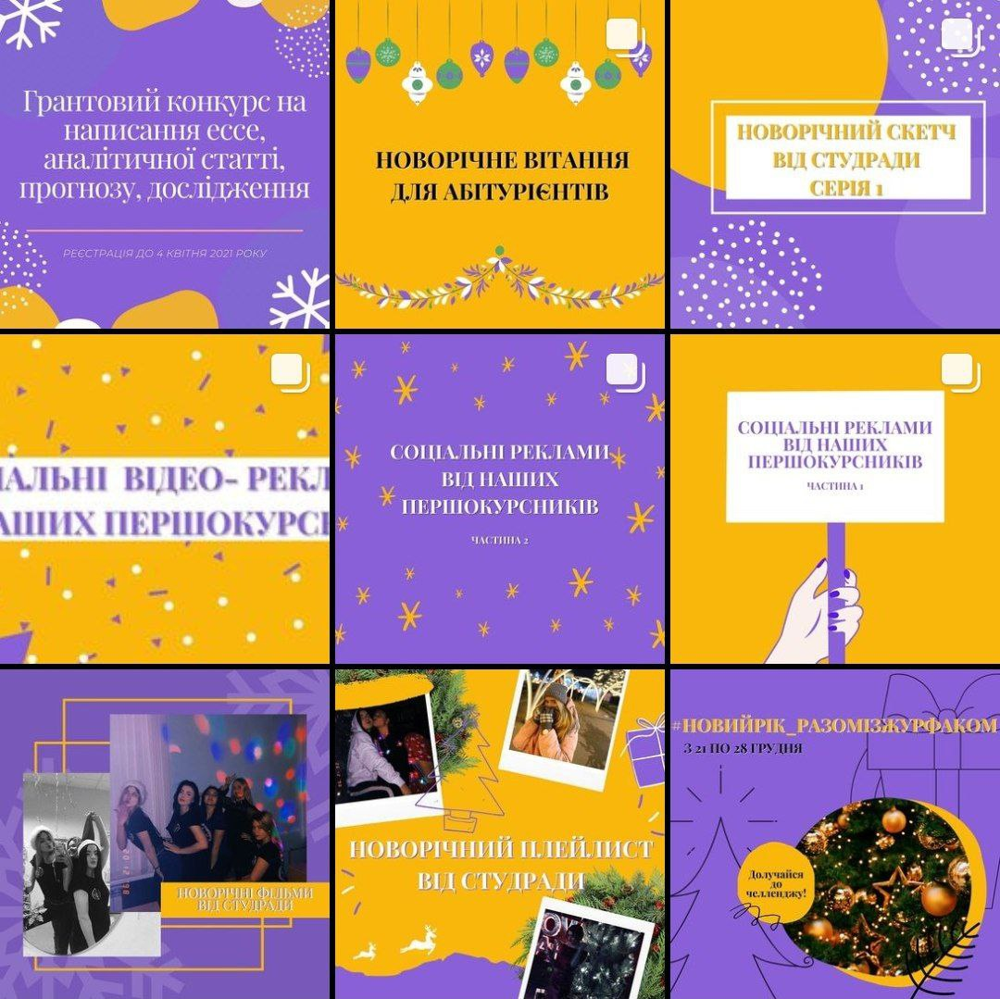 Грантовий конкурс на
написання ессе,
аналітичної статті,
прогнозу, дослідження
РЕЄСТРАЦІЯ ДО 4 КВІТНЯ 2021 РОКУ
НОВОРІЧНЕ ВІТАННЯ
ДЛЯ АБІТУРІЄНТІВ
НОВОРІЧНИЙ СКЕТЧ
ВІД СТУДРАДИ
СЕРІЯ 1
ІАЛЬНІ ВІДЕО- РЕКЛ
АШИХ ПЕРШОКУРС
СОЦІАЛЬНІ РЕКЛАМИ
ВІД НАШИХ
ПЕРШОКУРСНИКІВ
ЧАСТИНА 2
СОЦІАЛЬНІ РЕКЛАМИ
ВІД НАШИХ
ПЕРШОКУРСНИКІВ
ЧАСТИНА 1
НОВОРІЧНІ ФІЛЬМИ
ВІД СТУДРАДИ
НОВОРІЧНИЙ ПЛЕЙЛИСТ
ВІД СТУДРАДИ
#НОВИЙРІК_РАЗОМІЗЖУРФАКОМ
З 21 ПО 28 ГРУДНЯ
Долучайся
до
челленджу!